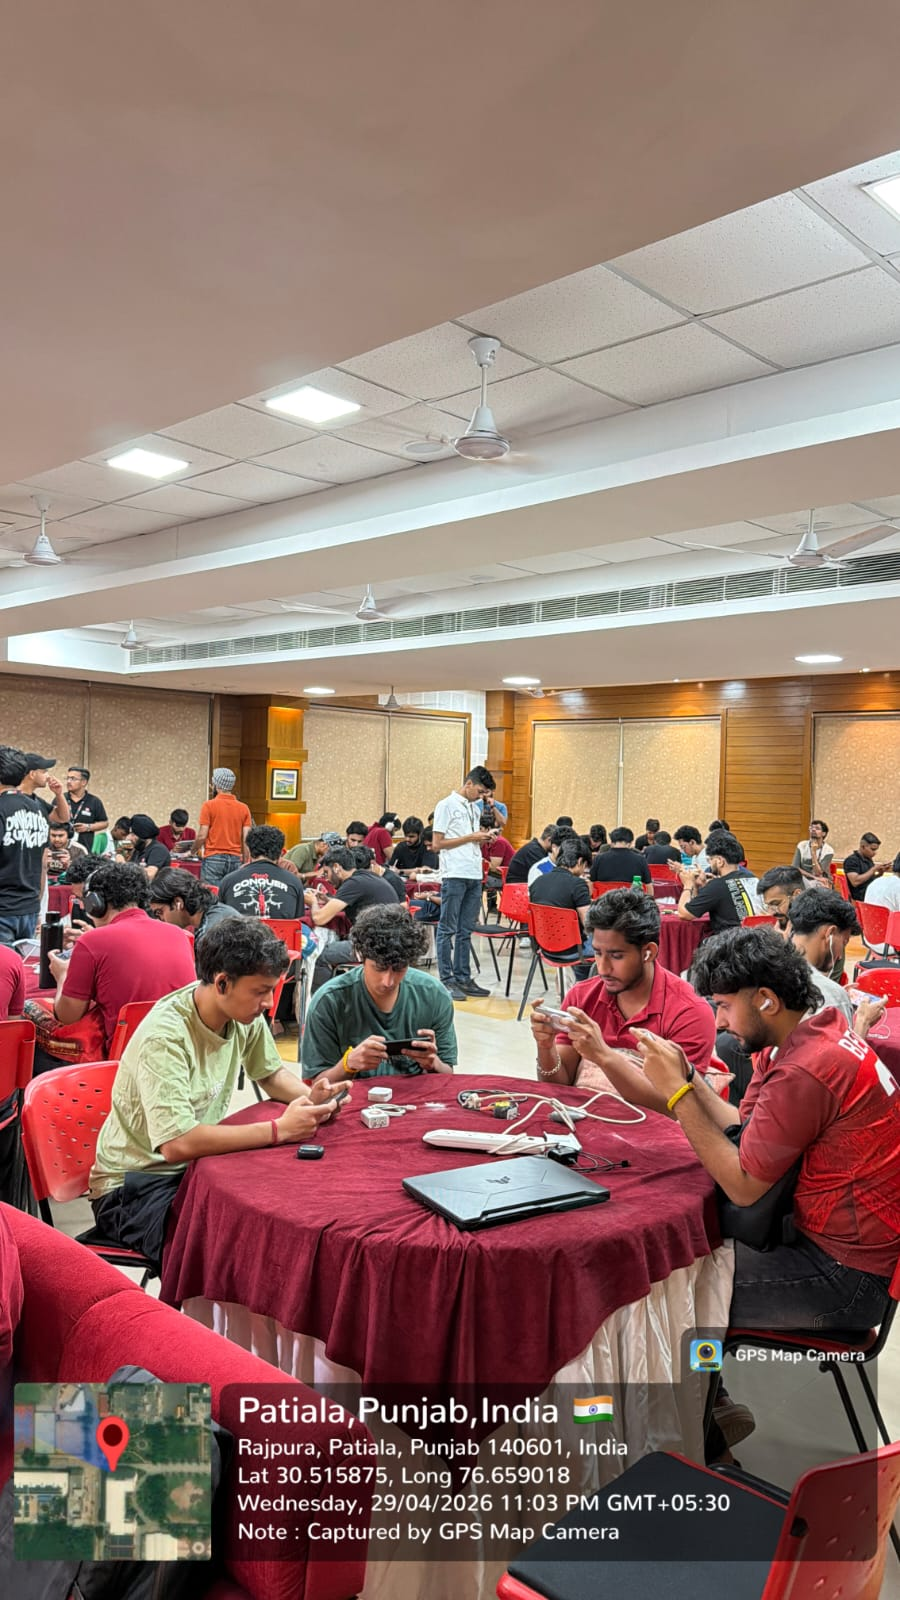 CONQUER
BE
GPS Map Camera
Patiala,Punjab,India
Rajpura, Patiala, Punjab 140601, India
Lat 30.515875, Long 76.659018
Wednesday, 29/04/2026 11:03 PM GMT+05:30
Note : Captured by GPS Map Camera